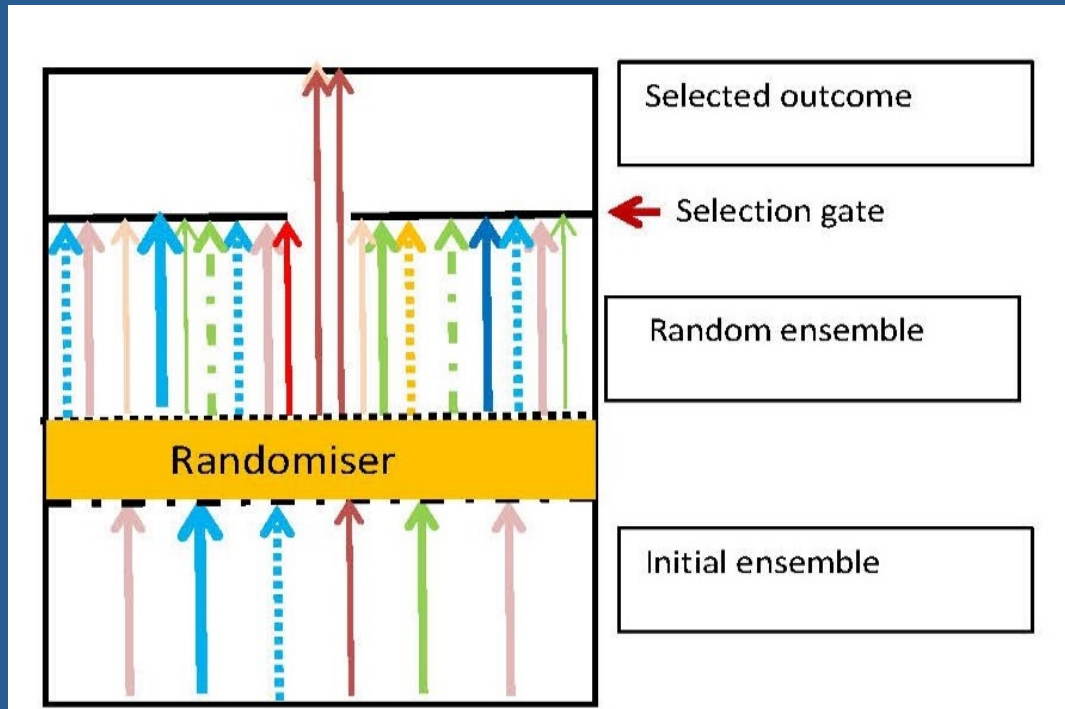 Selected outcome
Selection gate
Random ensemble
Randomiser
Initial ensemble